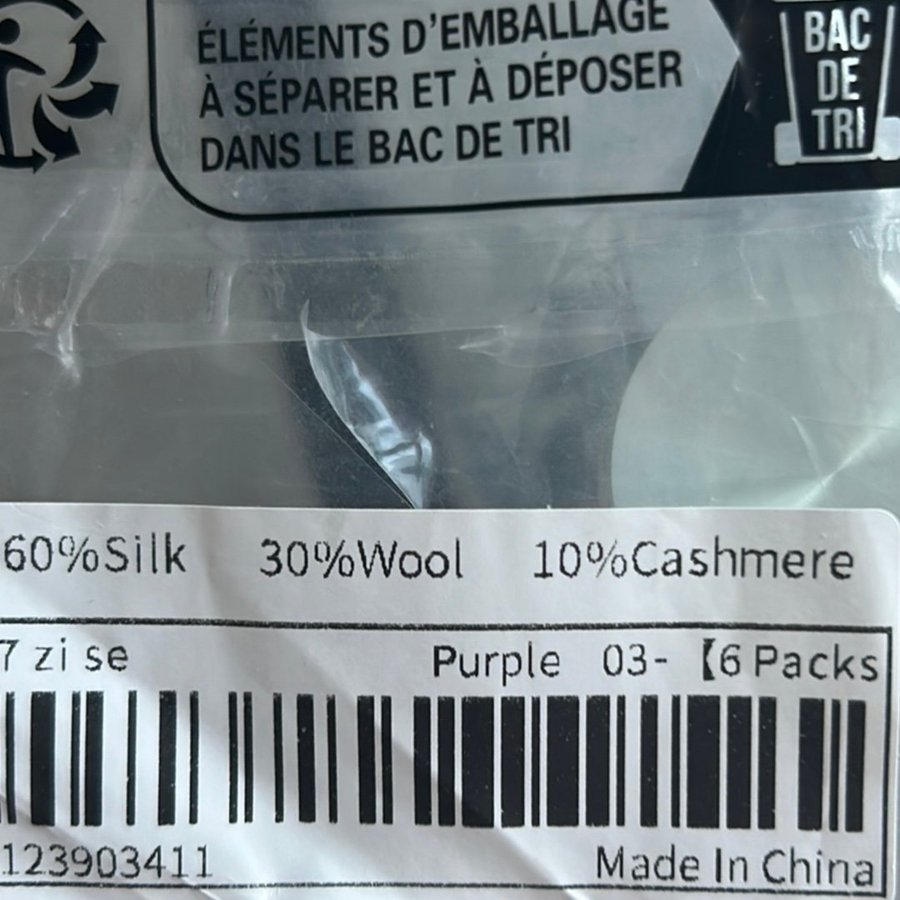 ÉLÉMENTS D'EMBALLAGE
À SÉPARER ET À DÉPOSER
DANS LE BAC DE TRI
BAC
DE
TRI
60%Silk 30%Wool 10%Cashmere
7 zi se Purple 03-【6 Packs
123903411 Made In China